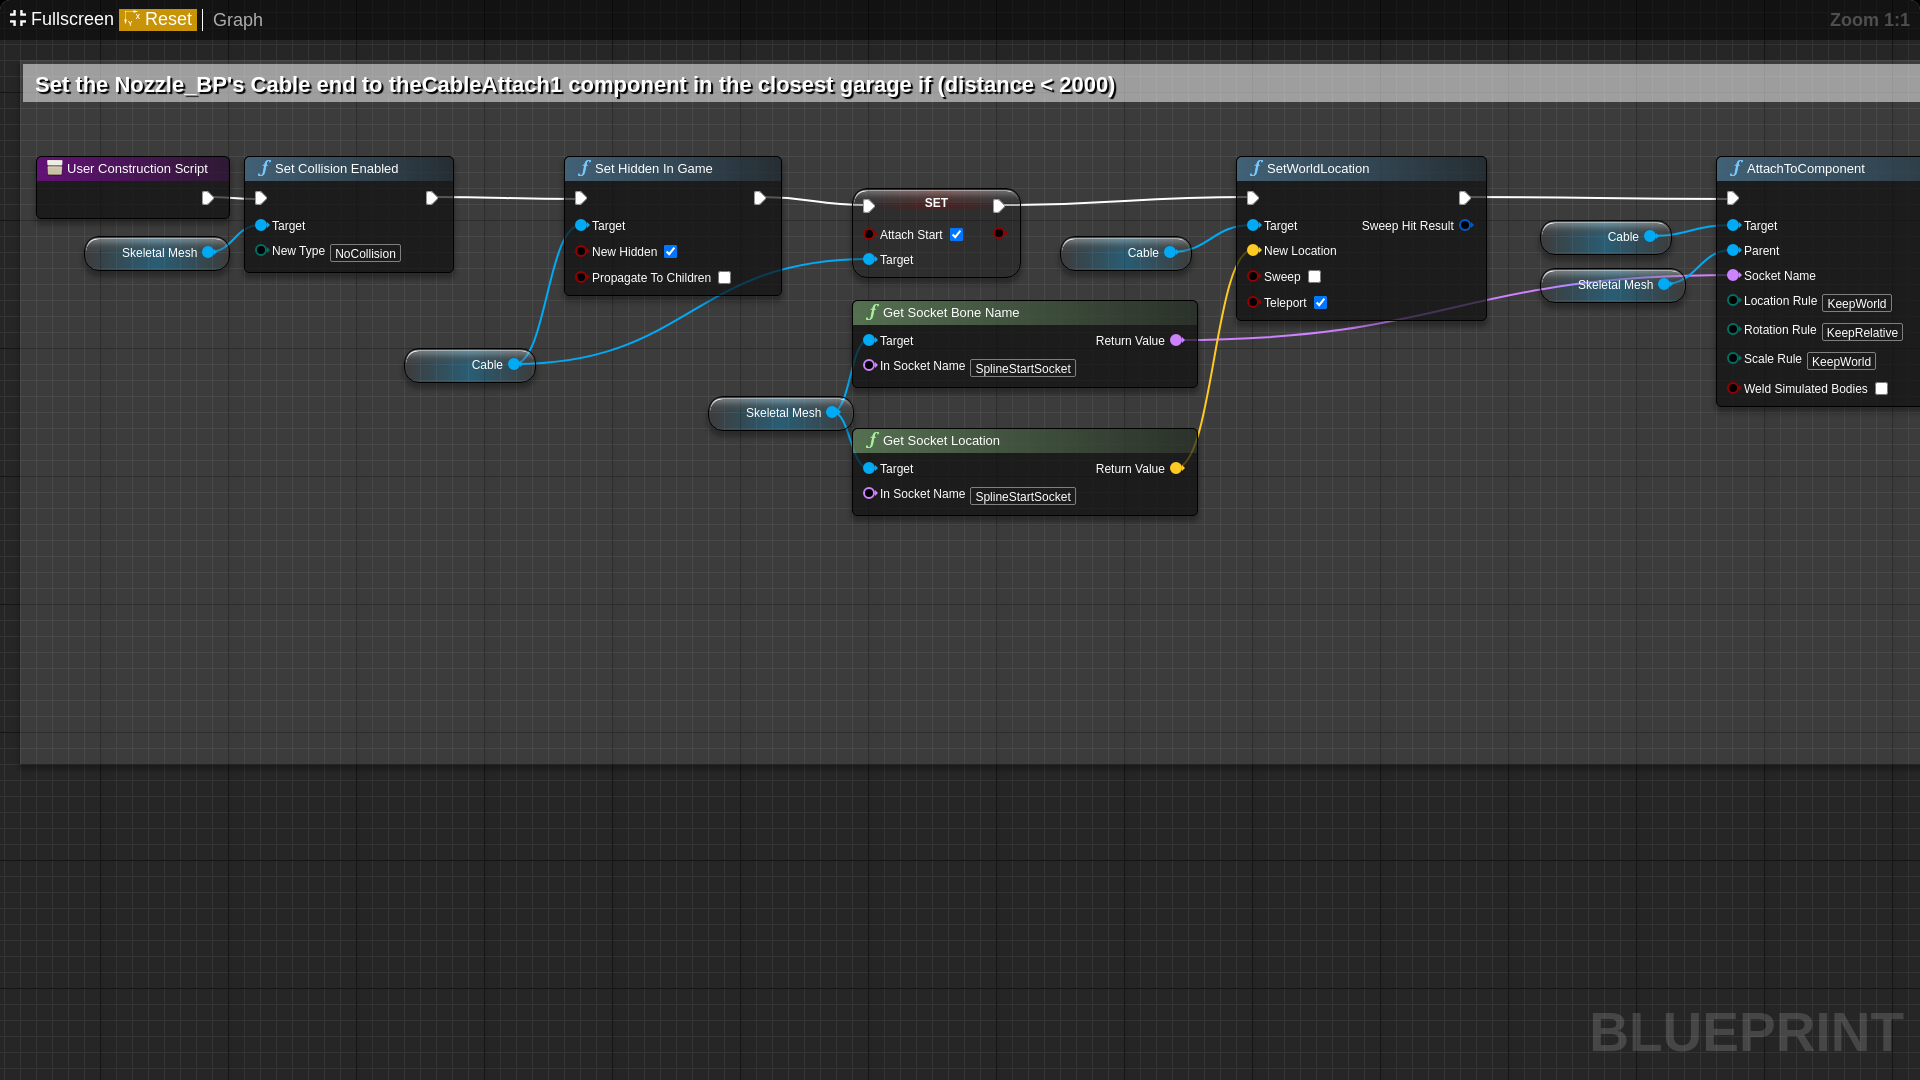 Fullscreen Reset Graph Zoom 1:1
Set the Nozzle_BP's Cable end to theCableAttach1 component in the closest garage if (distance < 2000)
User Construction Script
Skeletal Mesh
Set Collision Enabled
Target
New Type NoCollision
Set Hidden In Game
Target
New Hidden
Propagate To Children
Cable
SET
Attach Start
Target
Get Socket Bone Name
Target Return Value
In Socket Name SplineStartSocket
Skeletal Mesh
Get Socket Location
Target Return Value
In Socket Name SplineStartSocket
Cable
SetWorldLocation
Target Sweep Hit Result
New Location
Sweep
Teleport
Cable
Skeletal Mesh
AttachToComponent
Target
Parent
Socket Name
Location Rule KeepWorld
Rotation Rule KeepRelative
Scale Rule KeepWorld
Weld Simulated Bodies
BLUEPRINT